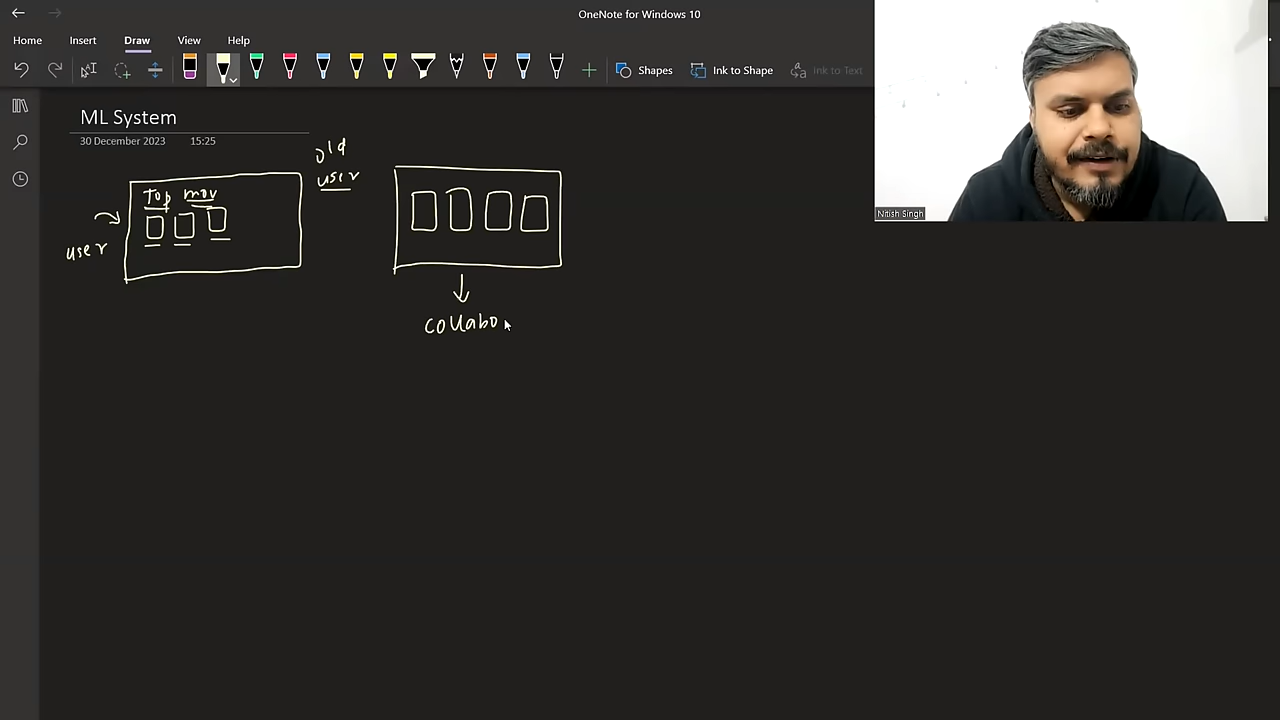 OneNote for Windows 10
Home Insert Draw View Help
Shapes Ink to Shape Ink to Text
ML System
30 December 2023 15:25
old
user
Top mov
user
collabo
Nitish Singh